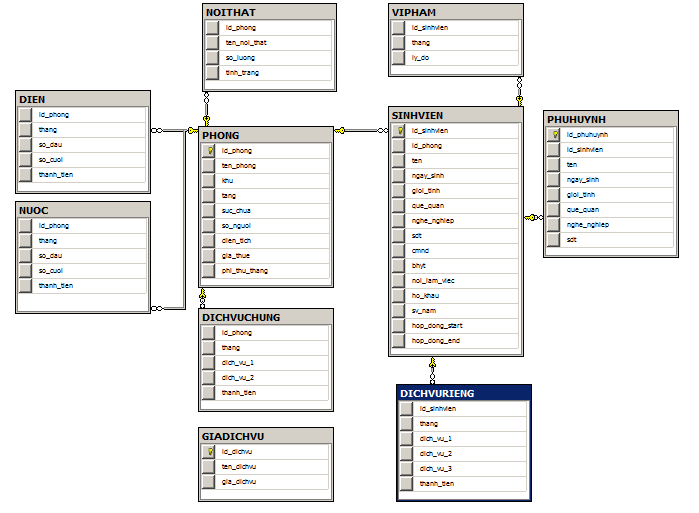 NOITHAT
id_phong
ten_noi_that
so_luong
tinh_trang
VIPHAM
id_sinhvien
thang
ly_do
DIEN
id_phong
thang
so_dau
so_cuoi
thanh_tien
NUOC
id_phong
thang
so_dau
so_cuoi
thanh_tien
PHONG
id_phong
ten_phong
khu
tang
suc_chua
so_nguoi
dien_tich
gia_thue
phi_thu_thang
SINHVIEN
id_sinhvien
id_phong
ten
ngay_sinh
gioi_tinh
que_quan
nghe_nghiep
sdt
cmnd
bhyt
noi_lam_viec
ho_khau
sv_nam
hop_dong_start
hop_dong_end
PHUHUYNH
id_phuhuynh
id_sinhvien
ten
ngay_sinh
gioi_tinh
que_quan
nghe_nghiep
sdt
DICHVUCHUNG
id_phong
thang
dich_vu_1
dich_vu_2
thanh_tien
GIADICHVU
id_dichvu
ten_dichvu
gia_dichvu
DICHVURIENG
id_sinhvien
thang
dich_vu_1
dich_vu_2
dich_vu_3
thanh_tien